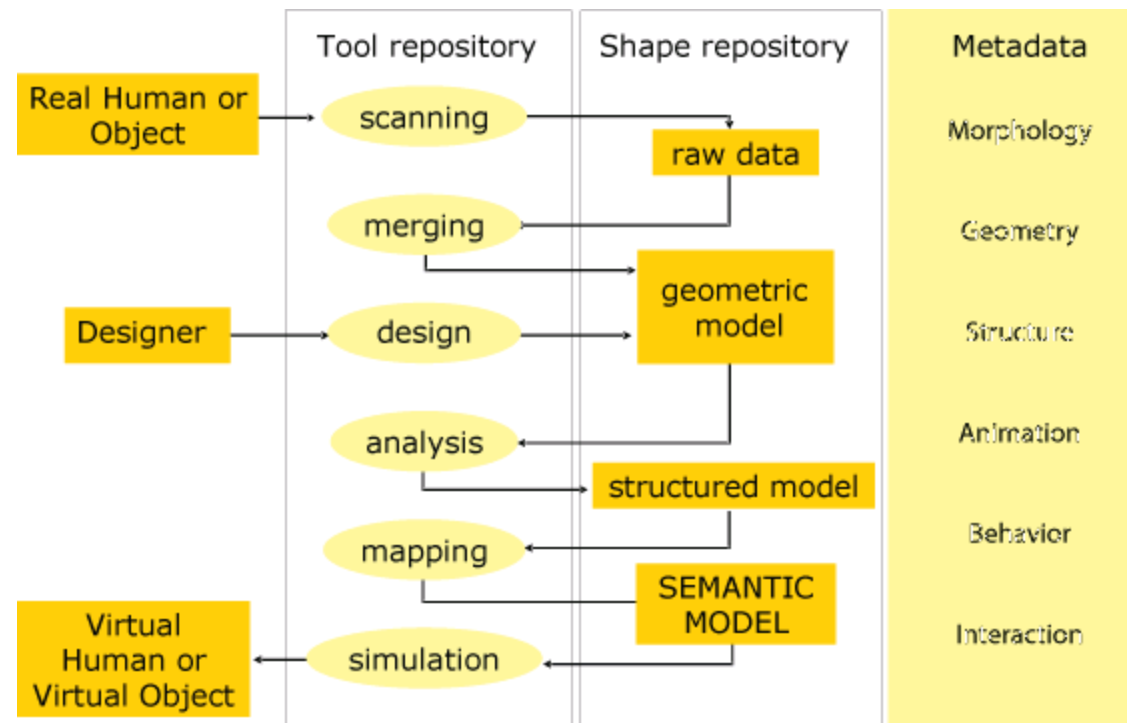 Tool repository
Shape repository
Metadata
Real Human or
Object
scanning
raw data
Morphology
merging
Geometry
geometric
model
Designer
design
Structure
analysis
Animation
structured model
mapping
Behavior
SEMANTIC
MODEL
Virtual
Human or
Virtual Object
simulation
Interaction